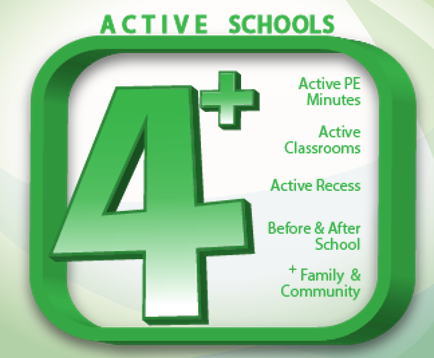 ACTIVE SCHOOLS
4+
Active PE
Minutes
Active
Classrooms
Active Recess
Before & After
School
+ Family &
Community